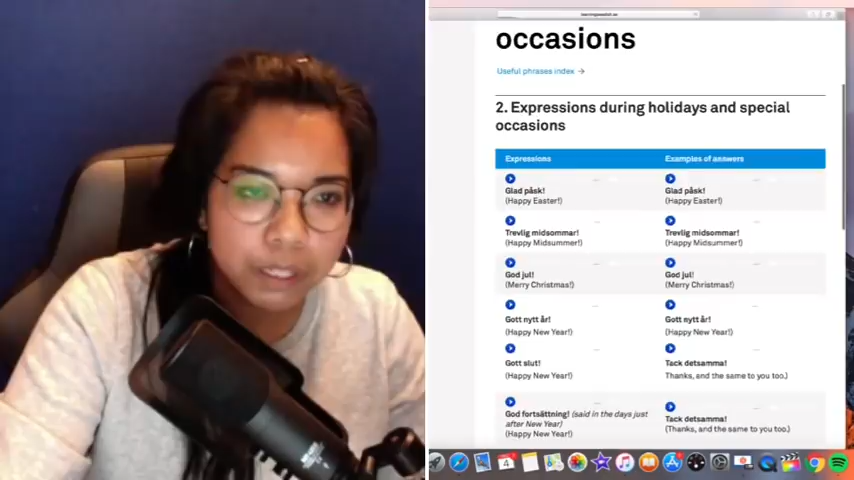 occasions
Useful phrases index →
2. Expressions during holidays and special
occasions
Expressions Examples of answers
Glad påsk! Glad påsk!
(Happy Easter!) (Happy Easter!)
Trevlig midsommar! Trevlig midsommar!
(Happy Midsummer!) (Happy Midsummer!)
God jul! God jul!
(Merry Christmas!) (Merry Christmas!)
Gott nytt år! Gott nytt år!
(Happy New Year!) (Happy New Year!)
Gott slut! Tack detsamma!
(Happy New Year!) Thanks, and the same to you too.)
God fortsättning! (said in the days just
after New Year) Tack detsamma!
(Happy New Year!) (Thanks, and the same to you too.)
4